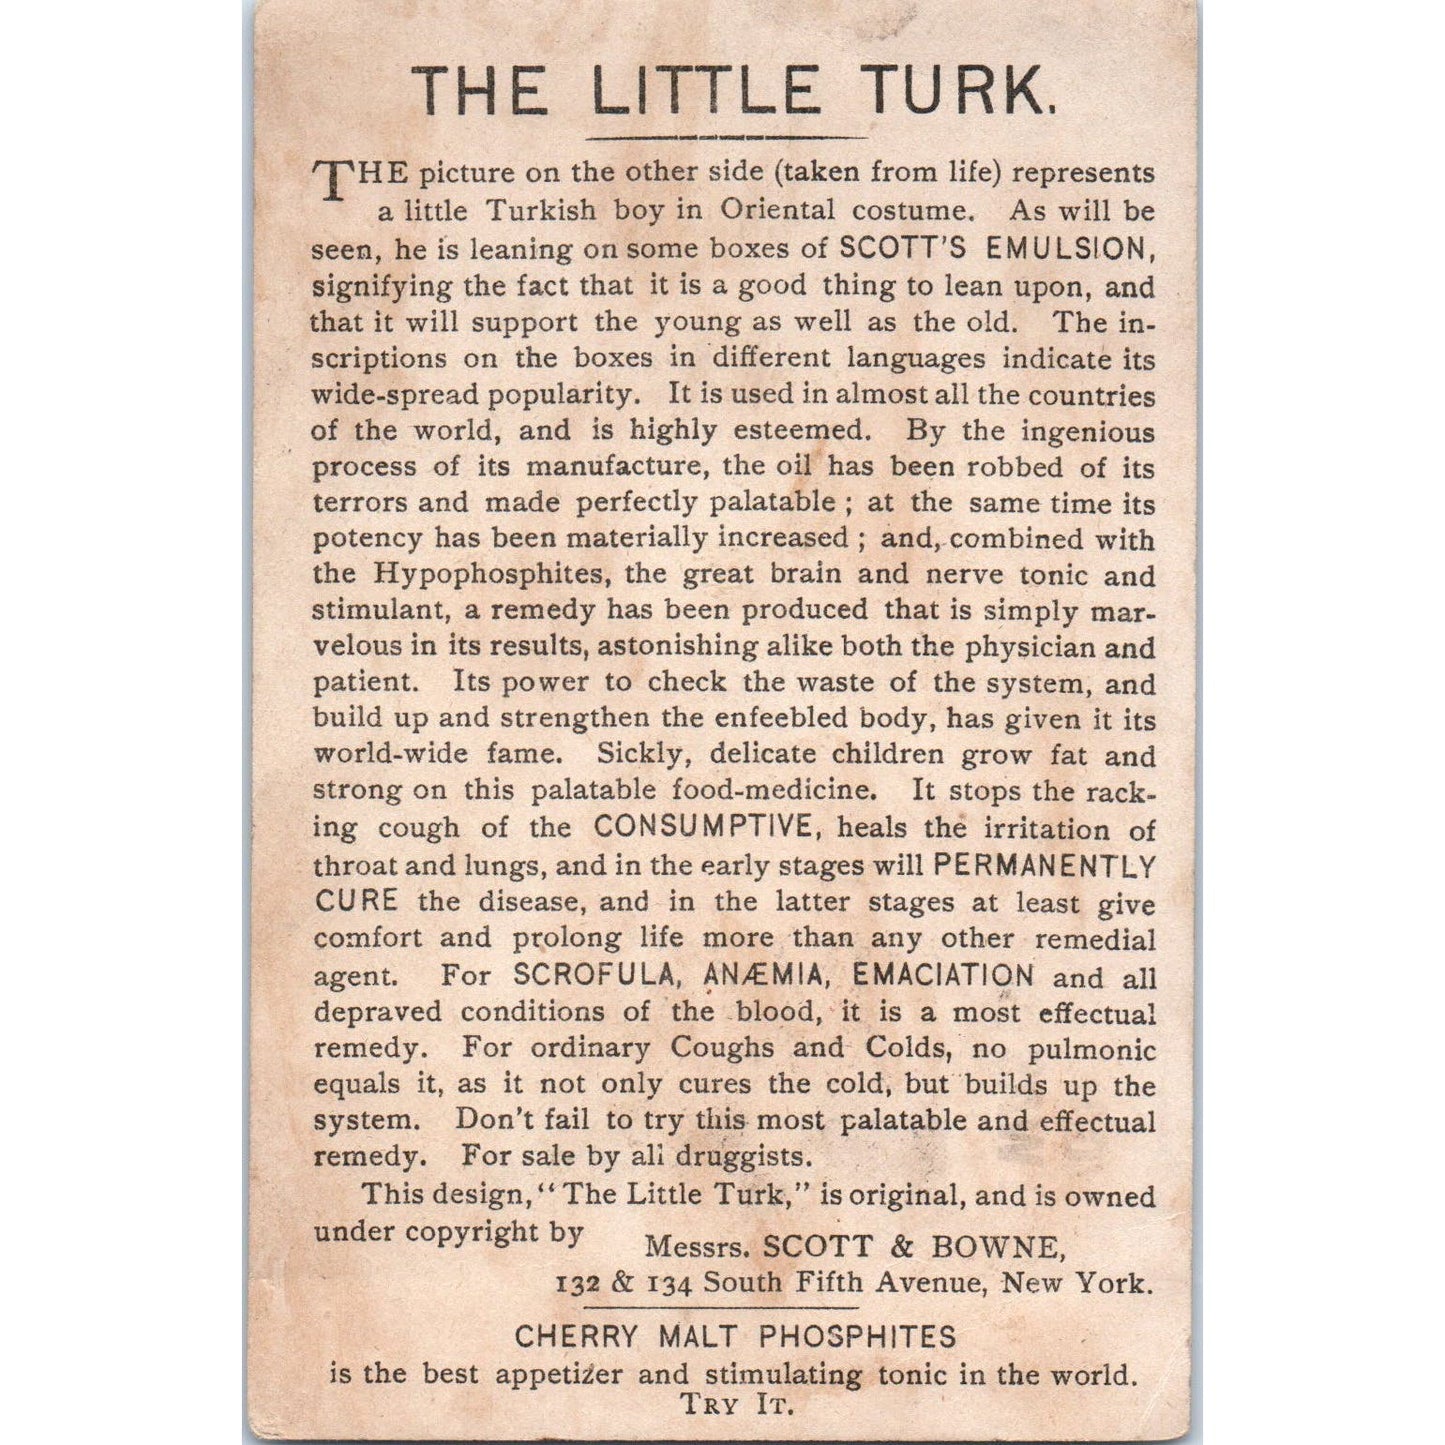 THE LITTLE TURK.
THE picture on the other side (taken from life) represents
a little Turkish boy in Oriental costume. As will be
seen, he is leaning on some boxes of SCOTT'S EMULSION,
signifying the fact that it is a good thing to lean upon, and
that it will support the young as well as the old. The in-
scriptions on the boxes in different languages indicate its
wide-spread popularity. It is used in almost all the countries
of the world, and is highly esteemed. By the ingenious
process of its manufacture, the oil has been robbed of its
terrors and made perfectly palatable ; at the same time its
potency has been materially increased ; and, combined with
the Hypophosphites, the great brain and nerve tonic and
stimulant, a remedy has been produced that is simply mar-
velous in its results, astonishing alike both the physician and
patient. Its power to check the waste of the system, and
build up and strengthen the enfeebled body, has given it its
world-wide fame. Sickly, delicate children grow fat and
strong on this palatable food-medicine. It stops the rack-
ing cough of the CONSUMPTIVE, heals the irritation of
throat and lungs, and in the early stages will PERMANENTLY
CURE the disease, and in the latter stages at least give
comfort and prolong life more than any other remedial
agent. For SCROFULA, ANÆMIA, EMACIATION and all
depraved conditions of the blood, it is a most effectual
remedy. For ordinary Coughs and Colds, no pulmonic
equals it, as it not only cures the cold, but builds up the
system. Don't fail to try this most palatable and effectual
remedy. For sale by all druggists.
This design, “The Little Turk,” is original, and is owned
under copyright by
Messrs. SCOTT & BOWNE,
132 & 134 South Fifth Avenue, New York.
CHERRY MALT PHOSPHITES
is the best appetizer and stimulating tonic in the world.
TRY IT.